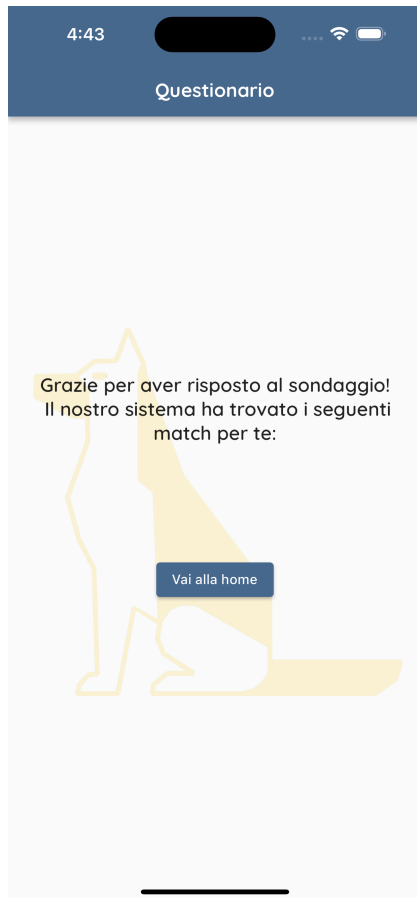 4:43
Questionario
Grazie per aver risposto al sondaggio!
Il nostro sistema ha trovato i seguenti
match per te:
Vai alla home